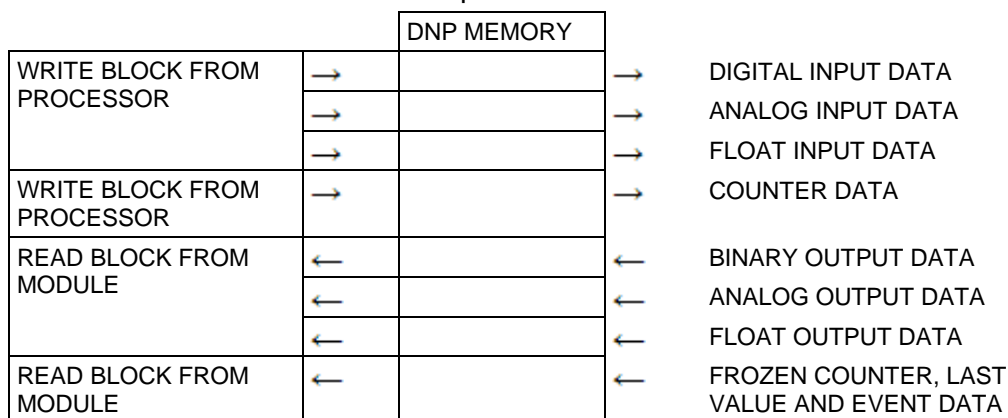 DNP MEMORY
WRITE BLOCK FROM
PROCESSOR
→ → DIGITAL INPUT DATA
→ → ANALOG INPUT DATA
→ → FLOAT INPUT DATA
WRITE BLOCK FROM
PROCESSOR
→ → COUNTER DATA
READ BLOCK FROM
MODULE
← ← BINARY OUTPUT DATA
← ← ANALOG OUTPUT DATA
← ← FLOAT OUTPUT DATA
READ BLOCK FROM
MODULE
← ← FROZEN COUNTER, LAST
VALUE AND EVENT DATA